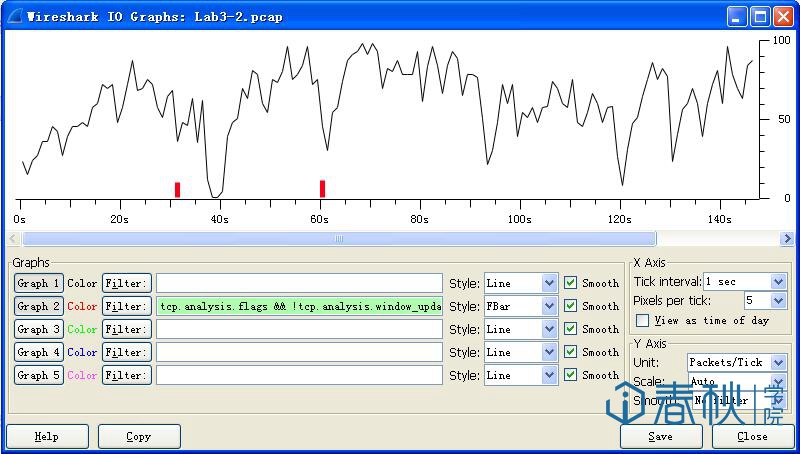 Wireshark IO Graphs: Lab3-2.pcap
100
50
0
0s 20s 40s 60s 80s 100s 120s 140s
Graphs
Graph 1 Color Filter: Style: Line Smooth
Graph 2 Color Filter: tcp.analysis.flags && !tcp.analysis.window_upda Style: FBar Smooth
Graph 3 Color Filter: Style: Line Smooth
Graph 4 Color Filter: Style: Line Smooth
Graph 5 Color Filter: Style: Line Smooth
X Axis
Tick interval: 1 sec
Pixels per tick: 5
View as time of day
Y Axis
Unit: Packets/Tick
Scale: Auto
Smooth: No filter
春秋学院
Help Copy Save Close